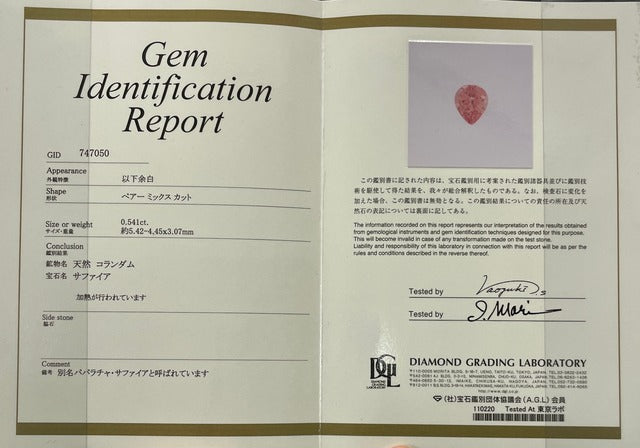 Gem
Identification
Report
GID 747050
Appearance
外観特徴 以下余白
Shape
形状 ペアー ミックス カット
Size or weight 0.541ct.
サイズ・重量 約5.42-4.45x3.07mm
Conclusion
鑑別結果
鉱物名 天然 コランダム
宝石名 サファイア
加熱が行われています
Side stone
脇石
Comment
備考 別名パパラチャ・サファイアと呼ばれています
この鑑別書に記された内容は、宝石鑑別用に考案された鑑別諸器具並びに鑑別技
術を駆使して得た結果を、我々が総合解釈したものである。なお、検査石に変化を
加えた場合、この鑑別書は無効となる。この鑑別結果についての責任の所在及び天然
石の表記については裏面に記してある。
The information recorded on this report represents our interpretation of the results obtained
from gemological instruments and gem identification techniques designed for this purpose.
This will become invalid in case of any transformation made on the test stone.
Liability and responsibility of this laboratory in connection with this report will be as per the
rules and conditions described in the reverse thereof.
Tested by
Tested by
DGL
DIAMOND
GRADING
LABORATORY
DIAMOND GRADING LABORATORY
http://www.dgl.co.jp
(社)宝石鑑別団体協議会(A.G.L)会員
110220 Tested At 東京ラボ